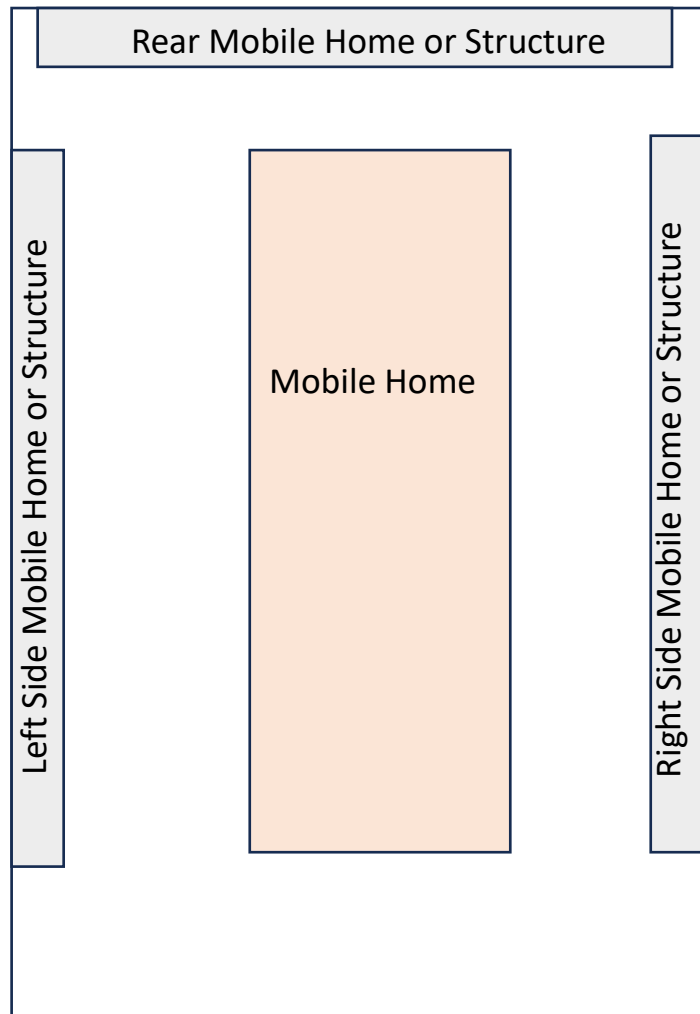 Rear Mobile Home or Structure
Left Side Mobile Home or Structure
Mobile Home
Right Side Mobile Home or Structure